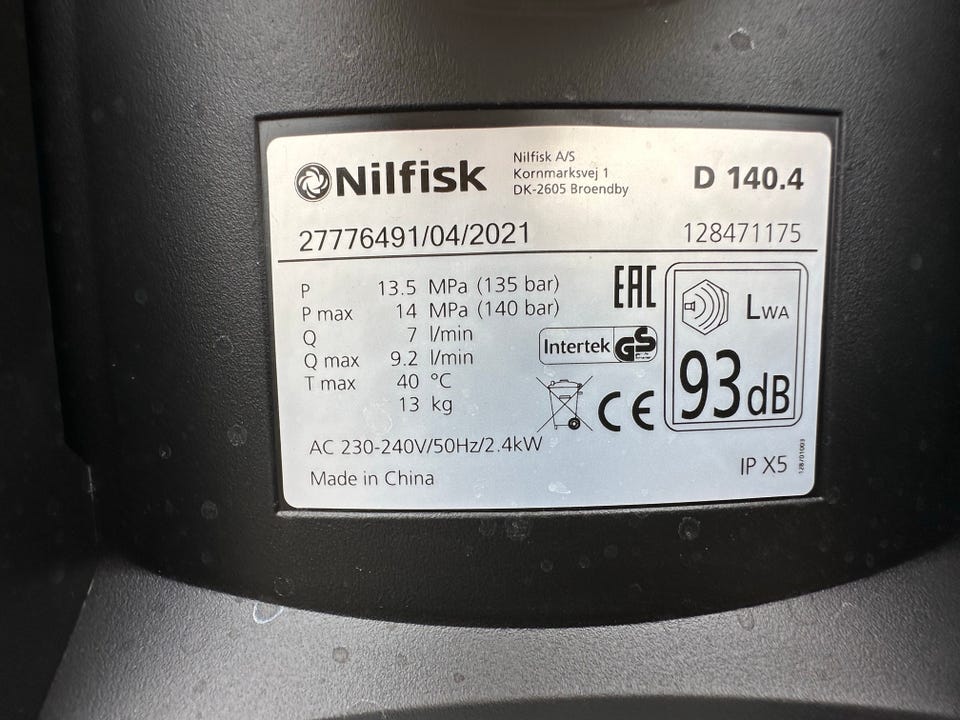 Nilfisk
Nilfisk A/S
Kornmarksvej 1
DK-2605 Broendby
D 140.4
27776491/04/2021
128471175
P 13.5 MPa (135 bar)
P max 14 MPa (140 bar)
Q 7 l/min
Q max 9.2 l/min
T max 40 °C
13 kg
EAC
Intertek GS
CE
LWA
93dB
AC 230-240V/50Hz/2.4kW
Made in China
IP X5